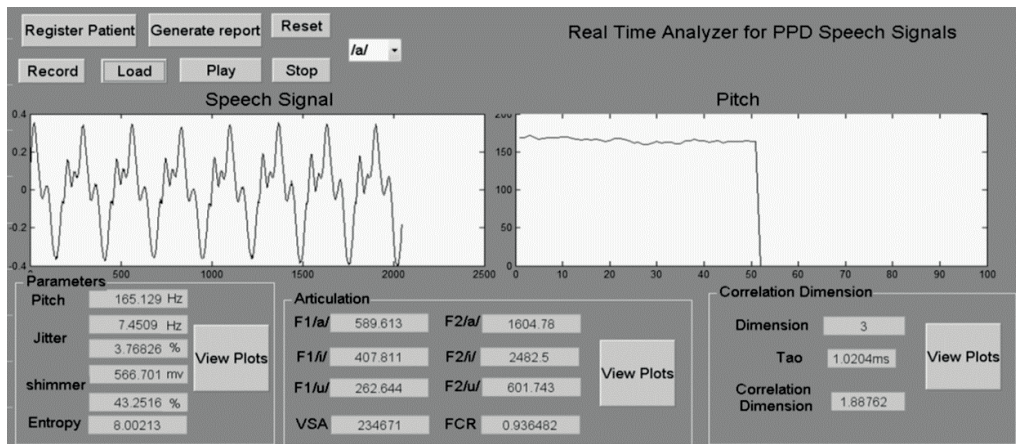 Register Patient Generate report Reset
/a/
Real Time Analyzer for PPD Speech Signals
Record Load Play Stop
Speech Signal
0.4
0.2
0
-0.2
-0.4
0 500 1000 1500 2000 2500
Pitch
200
150
100
50
0
0 10 20 30 40 50 60 70 80 90 100
Parameters
Pitch 165.129 Hz
Jitter 7.4509 Hz
3.76826 %
shimmer 566.701 mv
43.2516 %
Entropy 8.00213
View Plots
Articulation
F1/a/ 589.613 F2/a/ 1604.78
F1/i/ 407.811 F2/i/ 2482.5
F1/u/ 262.644 F2/u/ 601.743
VSA 234671 FCR 0.936482
View Plots
Correlation Dimension
Dimension 3
Tao 1.0204ms
Correlation
Dimension 1.88762
View Plots